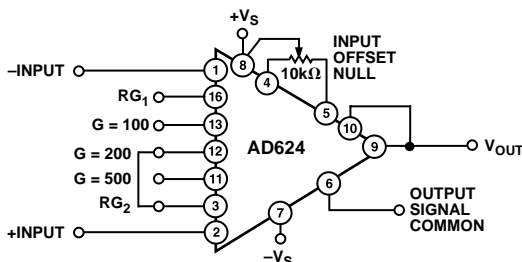 +VS
–INPUT
1
8
10kΩ
INPUT
OFFSET
NULL
4
RG1
16
5
G = 100
13
10
G = 200
12
AD624
9
VOUT
G = 500
11
6
RG2
3
7
OUTPUT
SIGNAL
COMMON
+INPUT
2
–VS